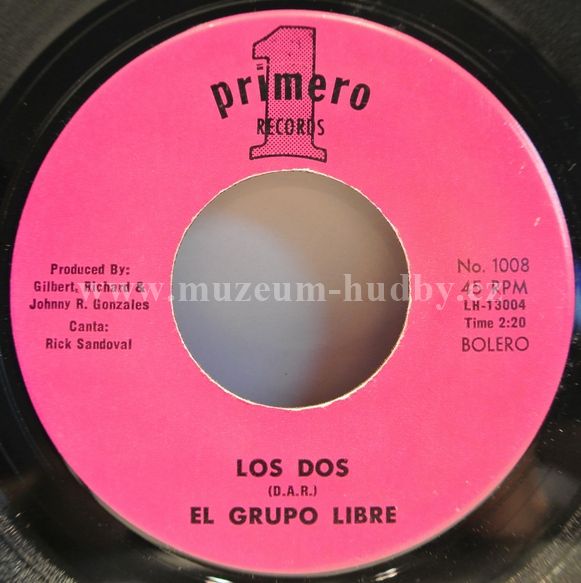 1
primero
RECORDS
Produced By:
Gilbert, Richard &
Johnny R. Gonzales
Canta:
Rick Sandoval
No. 1008
45 RPM
LH-13004
Time 2:20
BOLERO
www.muzeum-hudby.cz
LOS DOS
(D.A.R.)
EL GRUPO LIBRE